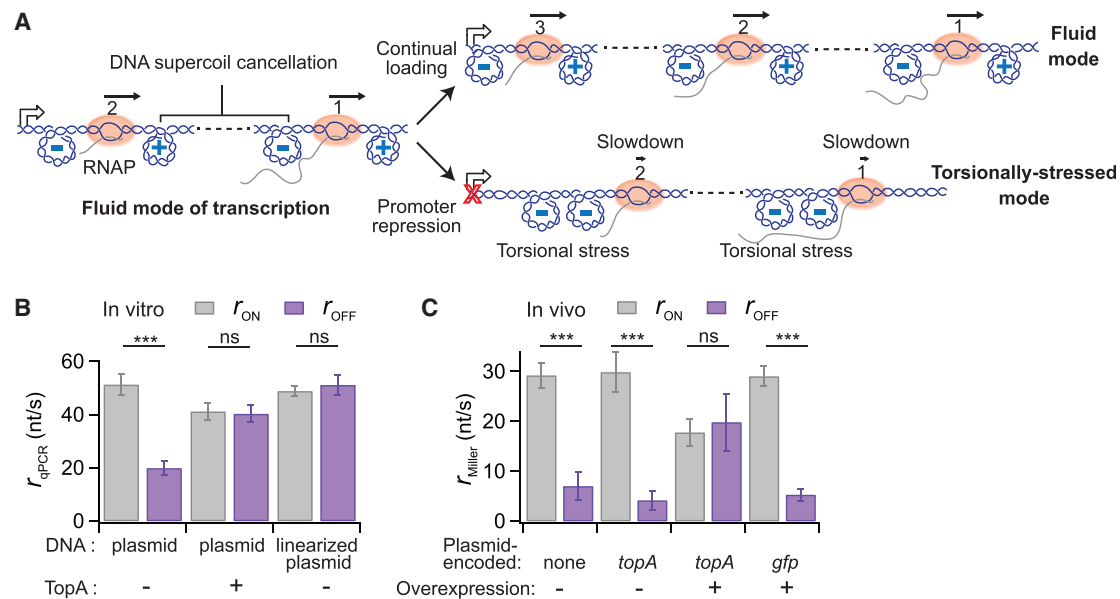 A
DNA supercoil cancellation
2
1
-
+
-
+
RNAP
Fluid mode of transcription
Continual
loading
3
2
1
-
+
-
+
-
+
Fluid
mode
Promoter
repression
X
Slowdown
2
Slowdown
1
- -
- -
Torsional stress
Torsional stress
Torsionally-stressed
mode
B
In vitro rON rOFF
*** ns ns
rqPCR (nt/s)
60
40
20
0
DNA : plasmid plasmid linearized
plasmid
TopA : - + -
C
In vivo rON rOFF
*** *** ns ***
rMiller (nt/s)
30
20
10
0
Plasmid-
encoded: none topA topA gfp
Overexpression: - - + +